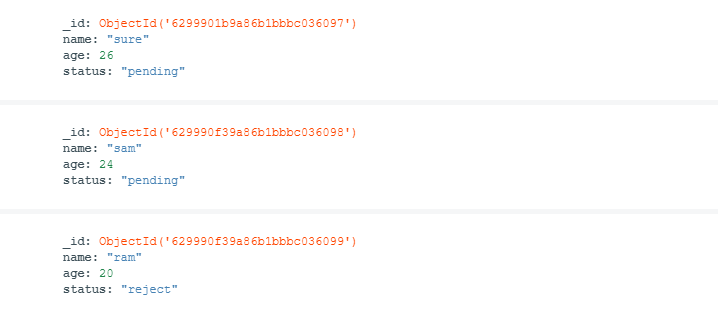 _id: ObjectId('6299901b9a86b1bbbc036097')
name: "sure"
age: 26
status: "pending"
_id: ObjectId('629990f39a86b1bbbc036098')
name: "sam"
age: 24
status: "pending"
_id: ObjectId('629990f39a86b1bbbc036099')
name: "ram"
age: 20
status: "reject"